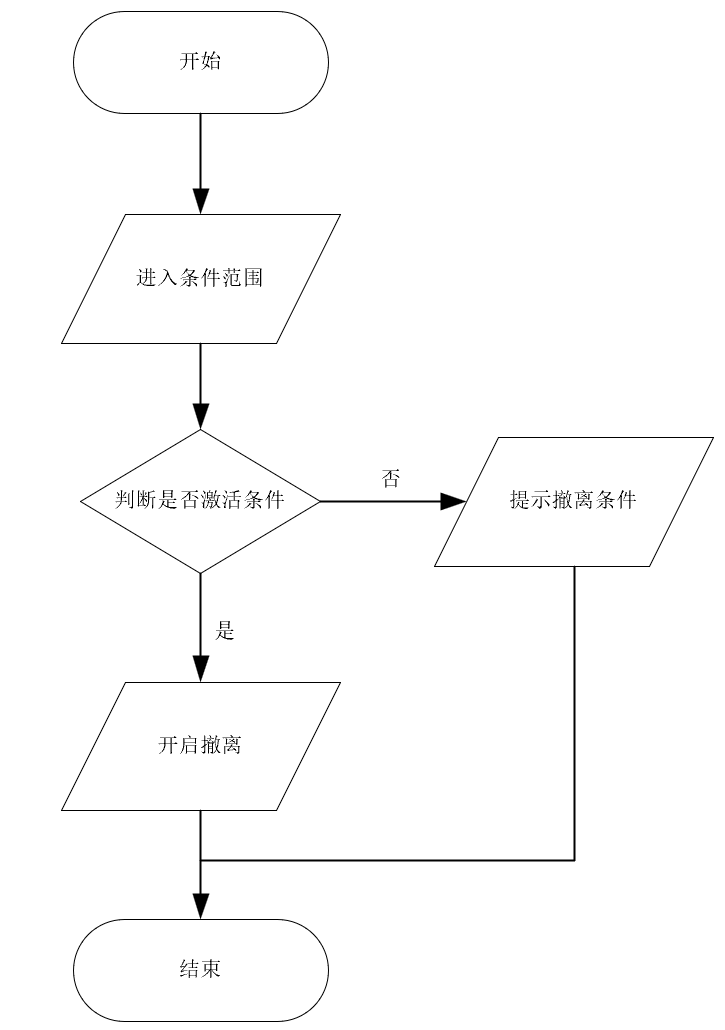 开始
进入条件范围
判断是否激活条件
否
提示撤离条件
是
开启撤离
结束